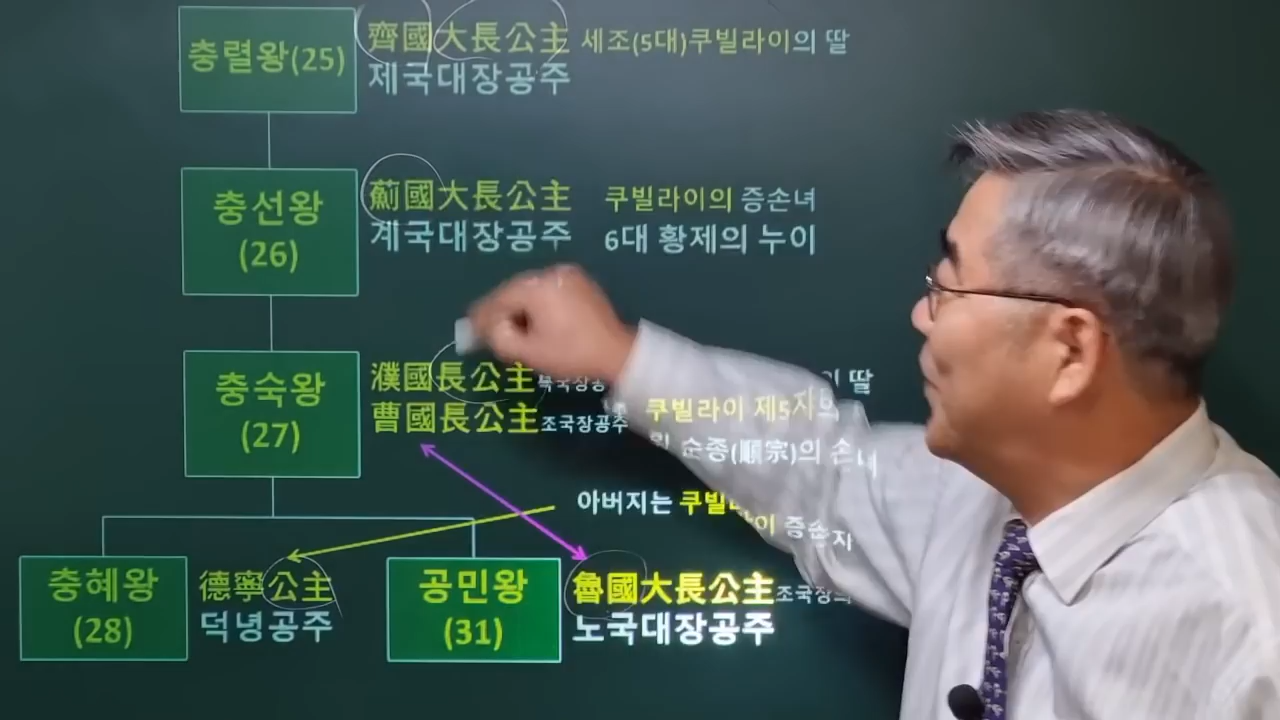 충렬왕(25)
齊國大長公主 세조(5대)쿠빌라이의 딸
제국대장공주
충선왕
(26)
薊國大長公主 쿠빌라이의 증손녀
계국대장공주 6대 황제의 누이
충숙왕
(27)
濮國長公主 딸
曹國長公主 조국장공주 쿠빌라이 제5자의
순종(順宗)의 손녀
아버지는 쿠빌라이 증손자
충혜왕
(28)
德寧公主
덕녕공주
공민왕
(31)
魯國大長公主
노국대장공주